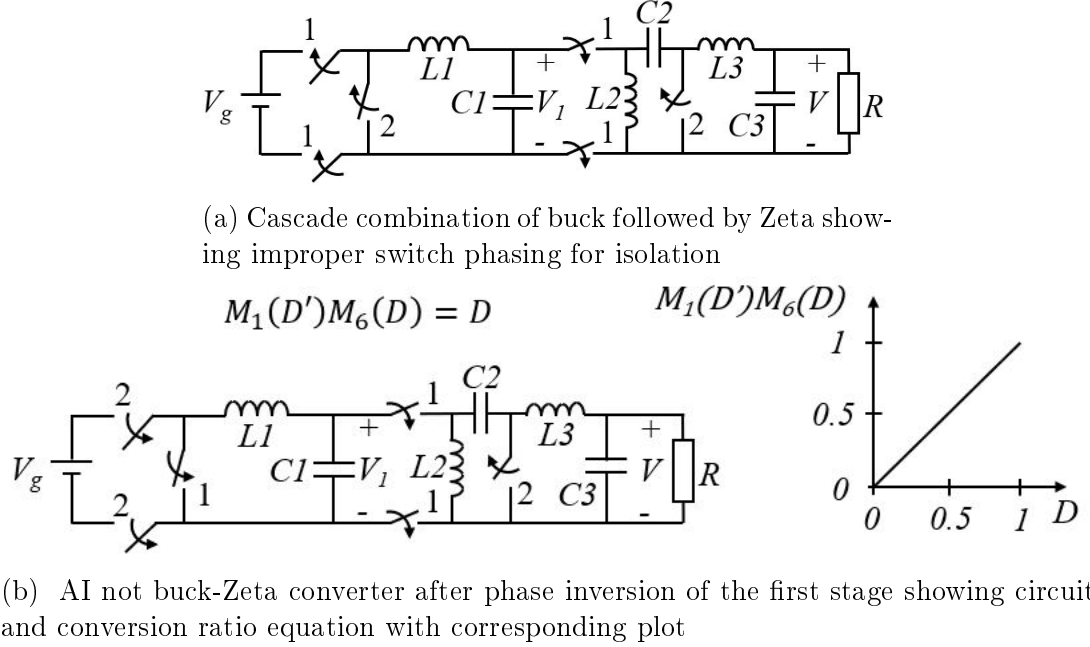 1 L1 1 C2 L3
Vg 2 C1 + V1 - L2 2 C3 + V - R
1 1
(a) Cascade combination of buck followed by Zeta show-
ing improper switch phasing for isolation
M₁(D′)M₆(D) = D
M₁(D')M₆(D)
1
0.5
0
0 0.5 1 D
2 L1 1 C2 L3
Vg 1 C1 + V1 - L2 2 C3 + V - R
2 1
(b) AI not buck-Zeta converter after phase inversion of the first stage showing circuit
and conversion ratio equation with corresponding plot